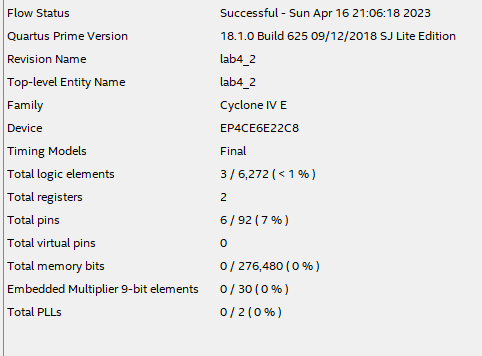 Flow Status Successful - Sun Apr 16 21:06:18 2023
Quartus Prime Version 18.1.0 Build 625 09/12/2018 SJ Lite Edition
Revision Name lab4_2
Top-level Entity Name lab4_2
Family Cyclone IV E
Device EP4CE6E22C8
Timing Models Final
Total logic elements 3 / 6,272 ( < 1 % )
Total registers 2
Total pins 6 / 92 ( 7 % )
Total virtual pins 0
Total memory bits 0 / 276,480 ( 0 % )
Embedded Multiplier 9-bit elements 0 / 30 ( 0 % )
Total PLLs 0 / 2 ( 0 % )